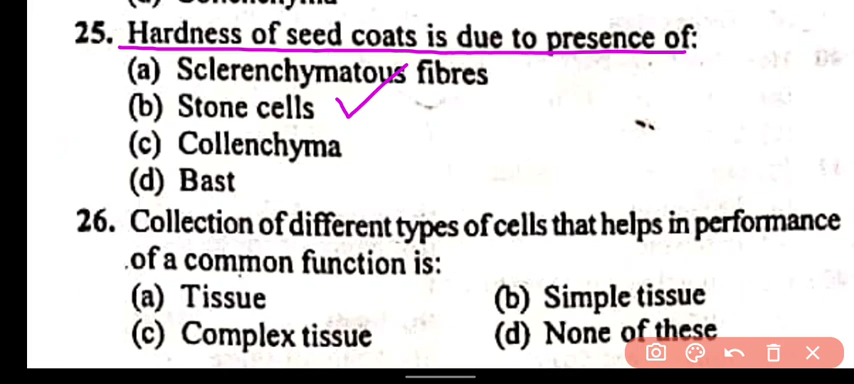 25. Hardness of seed coats is due to presence of:
(a) Sclerenchymatous fibres
(b) Stone cells
(c) Collenchyma
(d) Bast
26. Collection of different types of cells that helps in performance
of a common function is:
(a) Tissue (b) Simple tissue
(c) Complex tissue (d) None of these